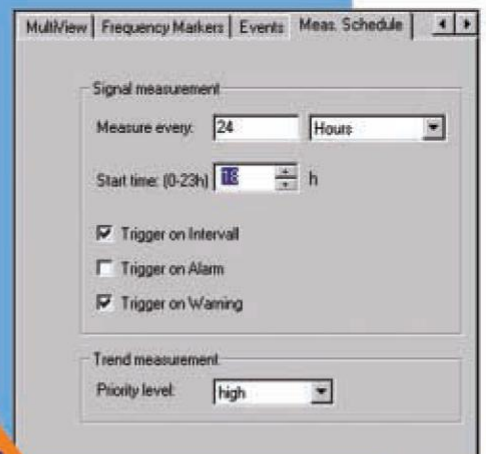 MultiView Frequency Markers Events Meas. Schedule
Signal measurement
Measure every: 24 Hours
Start time: (0-23h) 18 h
Trigger on Intervall
Trigger on Alarm
Trigger on Warning
Trend measurement
Priority level: high